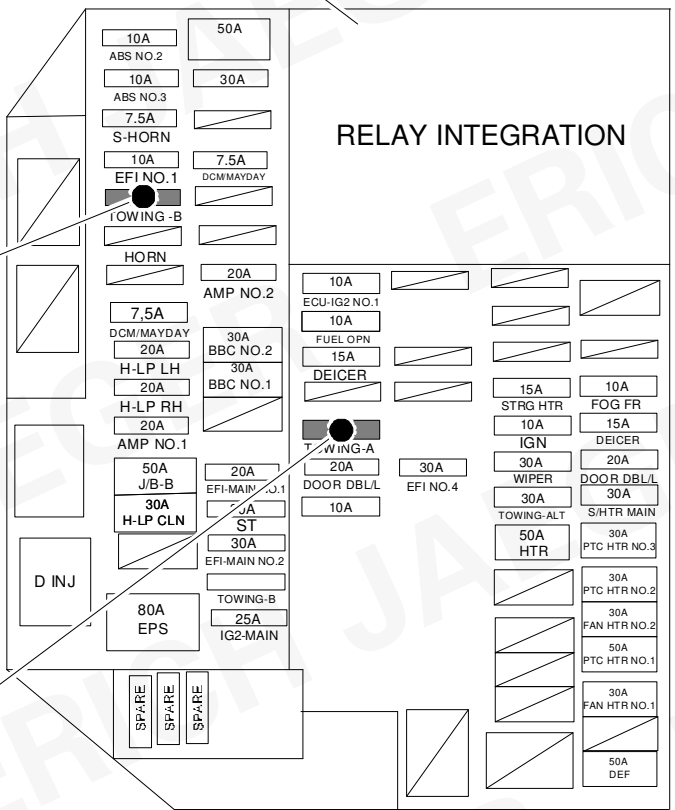 50A
10A
ABS NO.2
10A
30A
ABS NO.3
7.5A
S-HORN
10A
7.5A
EFI NO.1
DCM/MAYDAY
TOWING -B
HORN
20A
AMP NO.2
7,5A
DCM/MAYDAY
20A
H-LP LH
30A
BBC NO.2
30A
BBC NO.1
20A
H-LP RH
20A
AMP NO.1
50A
J/B-B
20A
EFI-MAIN NO.1
30A
H-LP CLN
ST
30A
EFI-MAIN NO.2
D INJ
TOWING-B
80A
EPS
25A
IG2-MAIN
SPARE
SPARE
SPARE
RELAY INTEGRATION
10A
ECU-IG2 NO.1
10A
FUEL OPN
15A
DEICER
TOWING-A
20A
DOOR DBL/L
30A
EFI NO.4
10A
15A
STRG HTR
10A
FOG FR
10A
IGN
15A
DEICER
30A
WIPER
20A
DOOR DBL/L
30A
TOWING-ALT
30A
S/HTR MAIN
50A
HTR
30A
PTC HTR NO.3
30A
PTC HTR NO.2
30A
FAN HTR NO.2
50A
PTC HTR NO.1
30A
FAN HTR NO.1
50A
DEF
ERICH JAEGER